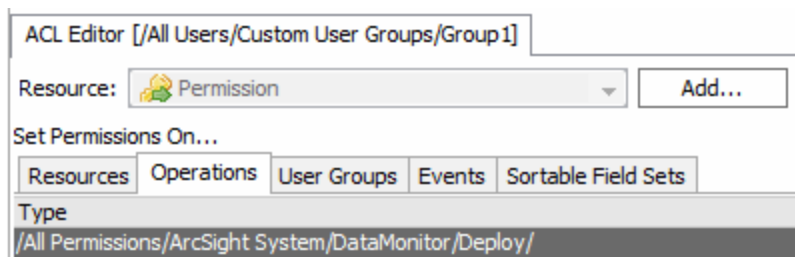 ACL Editor [/All Users/Custom User Groups/Group1]
Resource: Permission Add...
Set Permissions On...
Resources Operations User Groups Events Sortable Field Sets
Type
/All Permissions/ArcSight System/DataMonitor/Deploy/